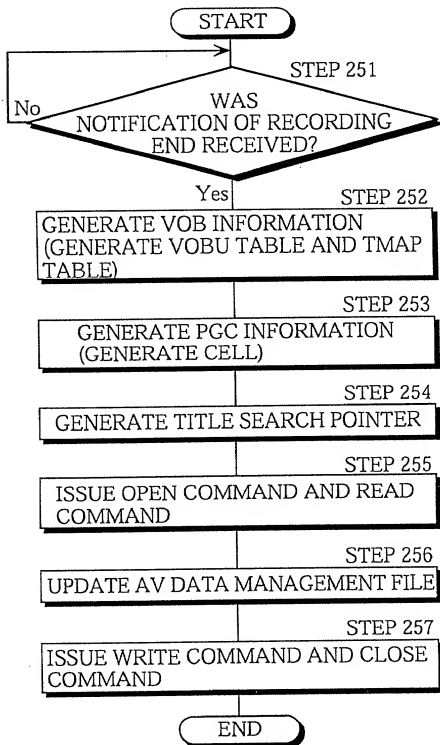 START
STEP 251
No
WAS
NOTIFICATION OF RECORDING
END RECEIVED?
Yes
STEP 252
GENERATE VOB INFORMATION
(GENERATE VOBU TABLE AND TMAP
TABLE)
STEP 253
GENERATE PGC INFORMATION
(GENERATE CELL)
STEP 254
GENERATE TITLE SEARCH POINTER
STEP 255
ISSUE OPEN COMMAND AND READ
COMMAND
STEP 256
UPDATE AV DATA MANAGEMENT FILE
STEP 257
ISSUE WRITE COMMAND AND CLOSE
COMMAND
END